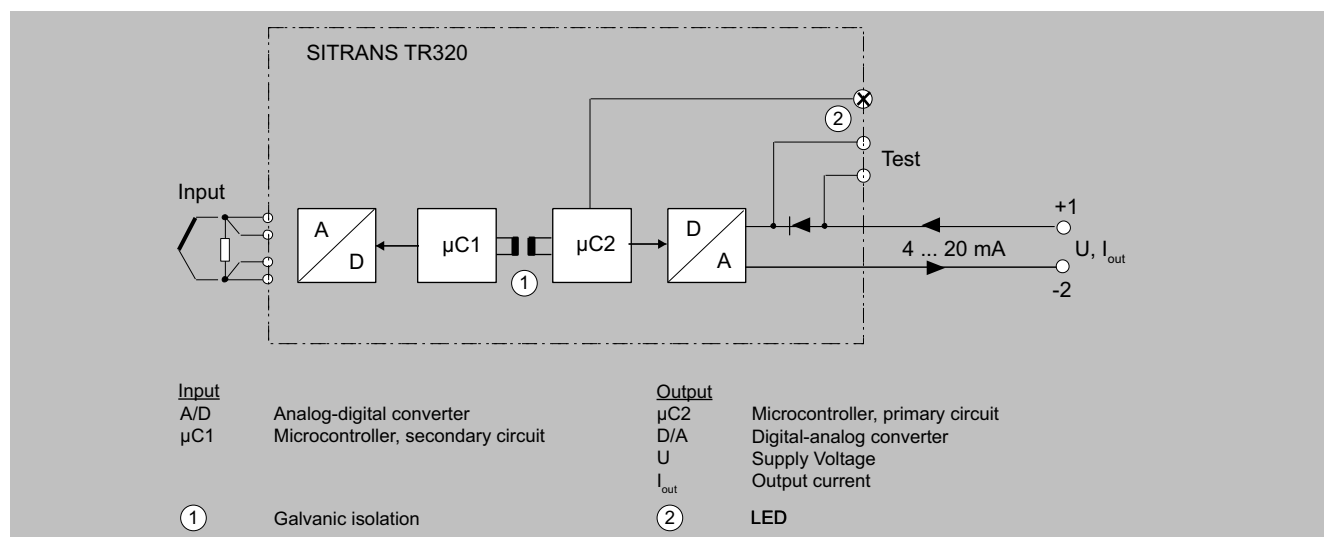 SITRANS TR320
2
Test
Input
+1
A
D
µC1
µC2
D
A
4 ... 20 mA
U, Iout
1
-2
Input
A/D Analog-digital converter
µC1 Microcontroller, secondary circuit
1 Galvanic isolation
Output
µC2 Microcontroller, primary circuit
D/A Digital-analog converter
U Supply Voltage
Iout Output current
2 LED